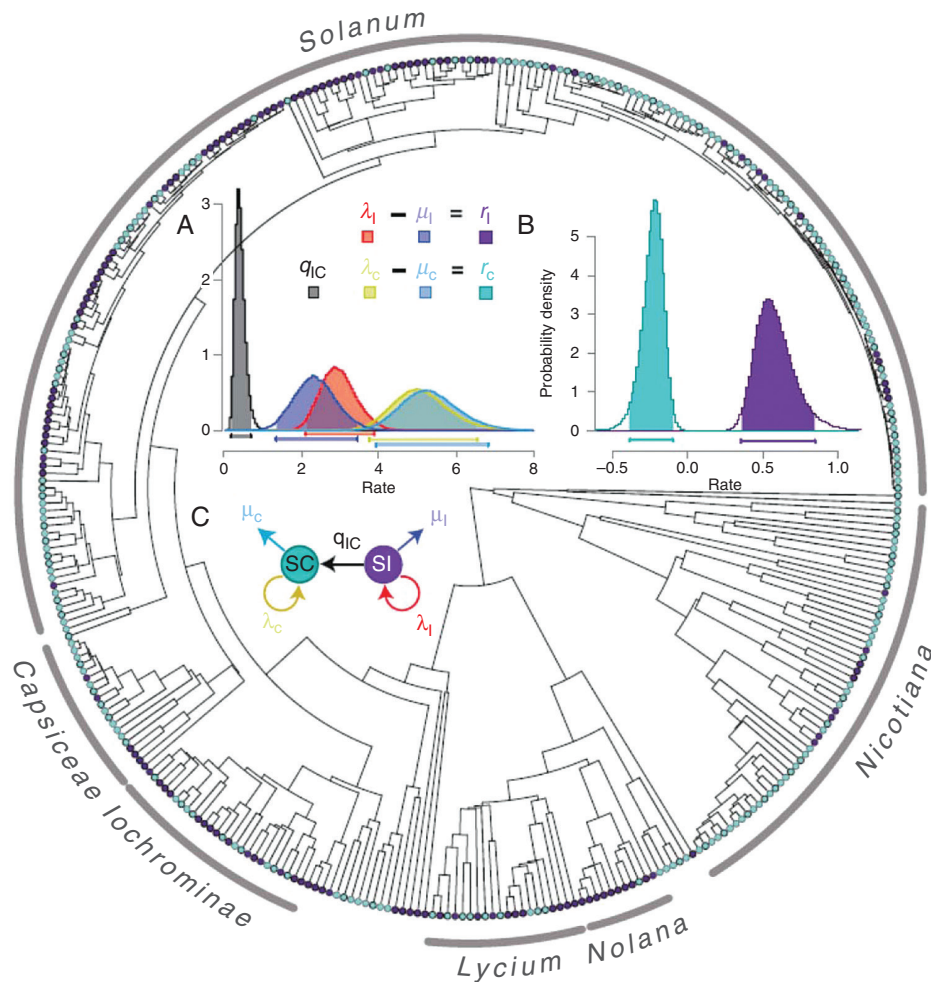 Solanum
A
3
2
1
0
0
2
4
6
8
Rate
λI − μI = rI
qIC
λc − μc = rc
B
Probability density
5
4
3
2
1
0
−0.5
0.0
0.5
1.0
Rate
C
μc
qIC
μI
SC
SI
λc
λI
Nicotiana
Capsiceae Iochrominae
Lycium Nolana